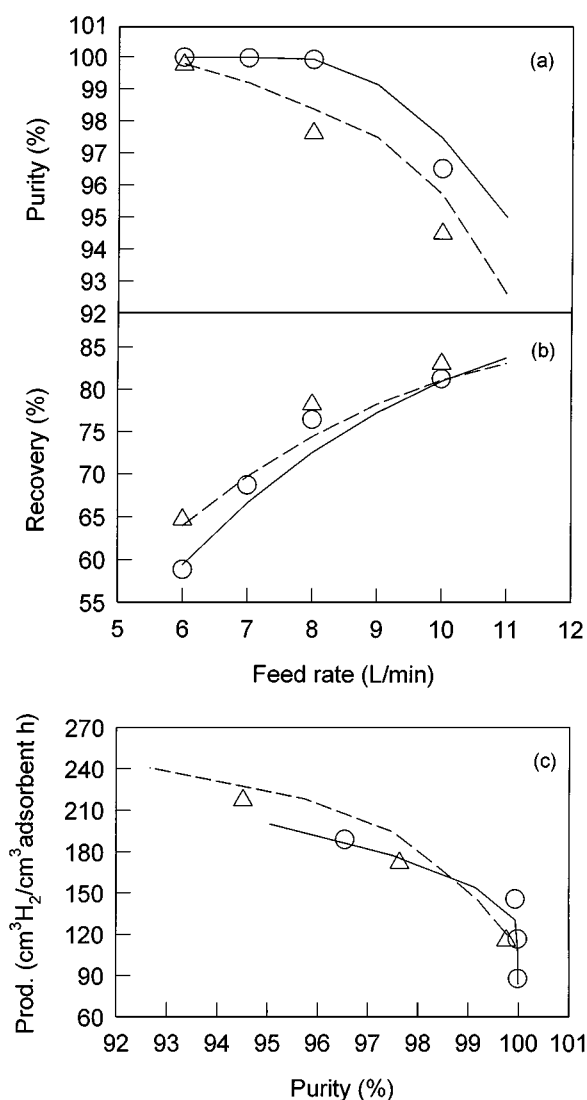 101
100
99
98
97
96
95
94
93
92
Purity (%)
(a)
85
80
75
70
65
60
55
Recovery (%)
(b)
5 6 7 8 9 10 11 12
Feed rate (L/min)
270
240
210
180
150
120
90
60
Prod. (cm³H₂/cm³adsorbent h)
(c)
92 93 94 95 96 97 98 99 100 101
Purity (%)